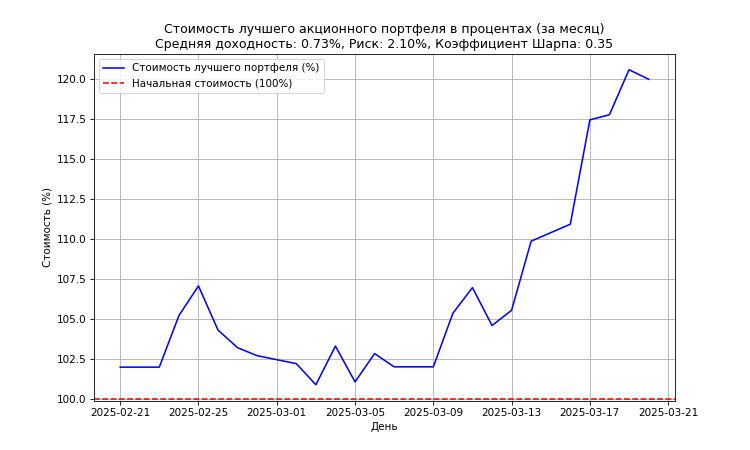 Стоимость лучшего акционного портфеля в процентах (за месяц)
Средняя доходность: 0.73%, Риск: 2.10%, Коэффициент Шарпа: 0.35
Стоимость лучшего портфеля (%)
Начальная стоимость (100%)
Стоимость (%)
120.0
117.5
115.0
112.5
110.0
107.5
105.0
102.5
100.0
2025-02-21 2025-02-25 2025-03-01 2025-03-05 2025-03-09 2025-03-13 2025-03-17 2025-03-21
День